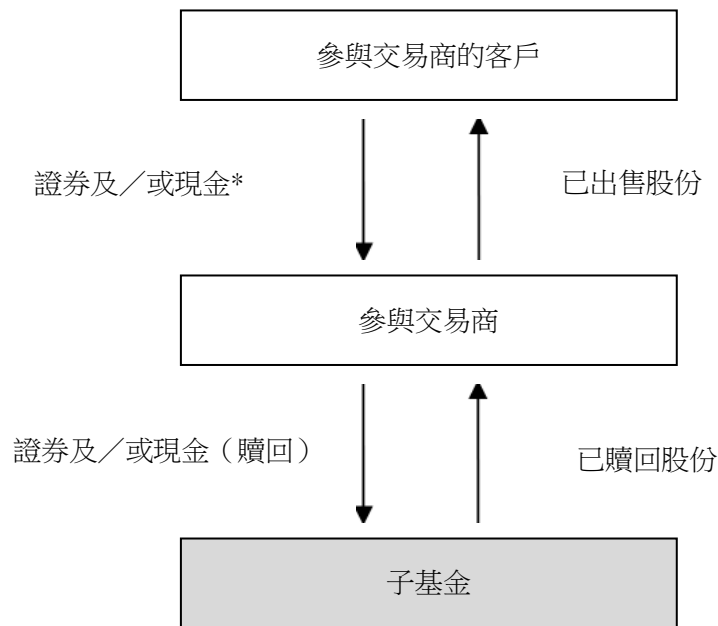 參與交易商的客戶
證券及／或現金*
已出售股份
參與交易商
證券及／或現金（贖回）
已贖回股份
子基金